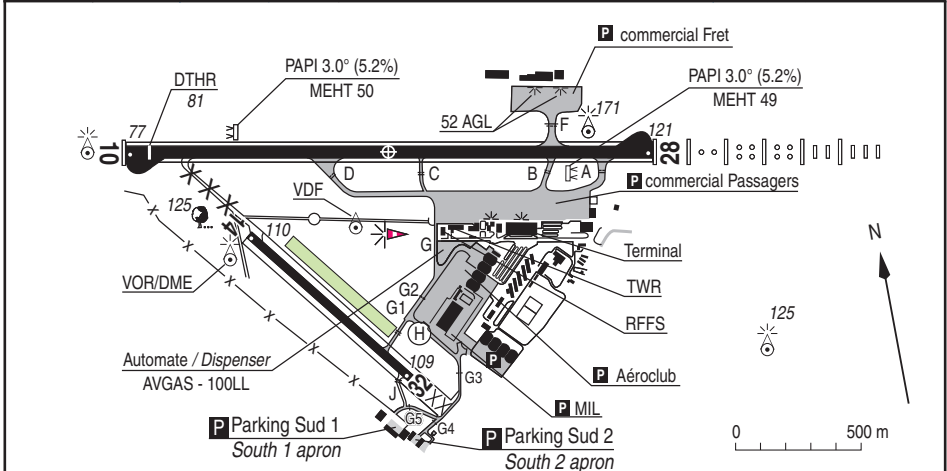 P commercial Fret
PAPI 3.0° (5.2%)
MEHT 50
DTHR
81
PAPI 3.0° (5.2%)
MEHT 49
52 AGL
171
F
77
121
10
28
D
C
B
A
P commercial Passagers
VDF
125
14
110
G
Terminal
N
VOR/DME
G2
TWR
G1
H
RFFS
125
Automate / Dispenser
AVGAS - 100LL
109
32
G3
P
P Aéroclub
J
P MIL
G5
G4
P Parking Sud 1
South 1 apron
P Parking Sud 2
South 2 apron
0
500 m